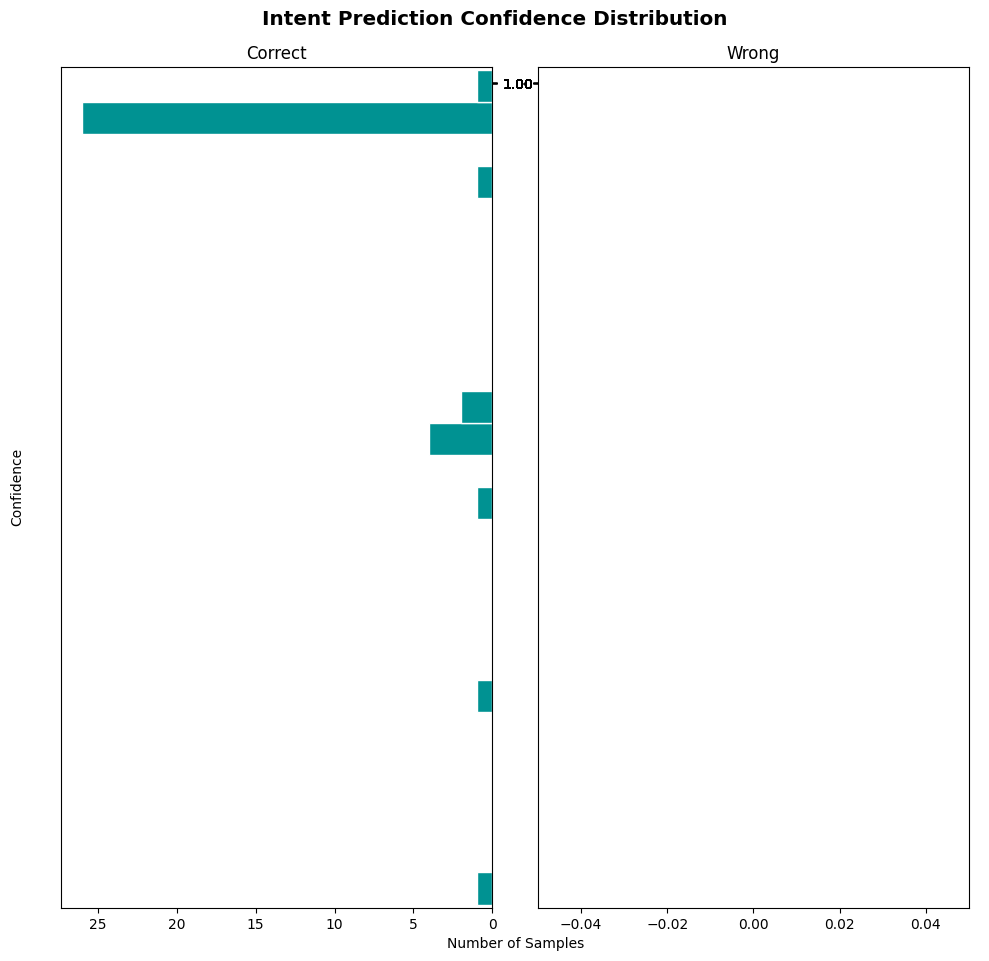 Intent Prediction Confidence Distribution
Correct
Wrong
1.00
Confidence
25 20 15 10 5 0
−0.04 −0.02 0.00 0.02 0.04
Number of Samples